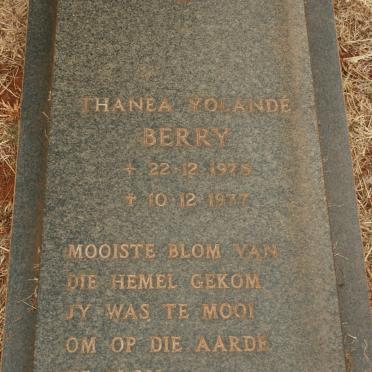 THANEA YOLANDÉ
BERRY
+ 22·12·1975
+ 10·12·1977
MOOISTE BLOM VAN
DIE HEMEL GEKOM
JY WAS TE MOOI
OM OP DIE AARDE